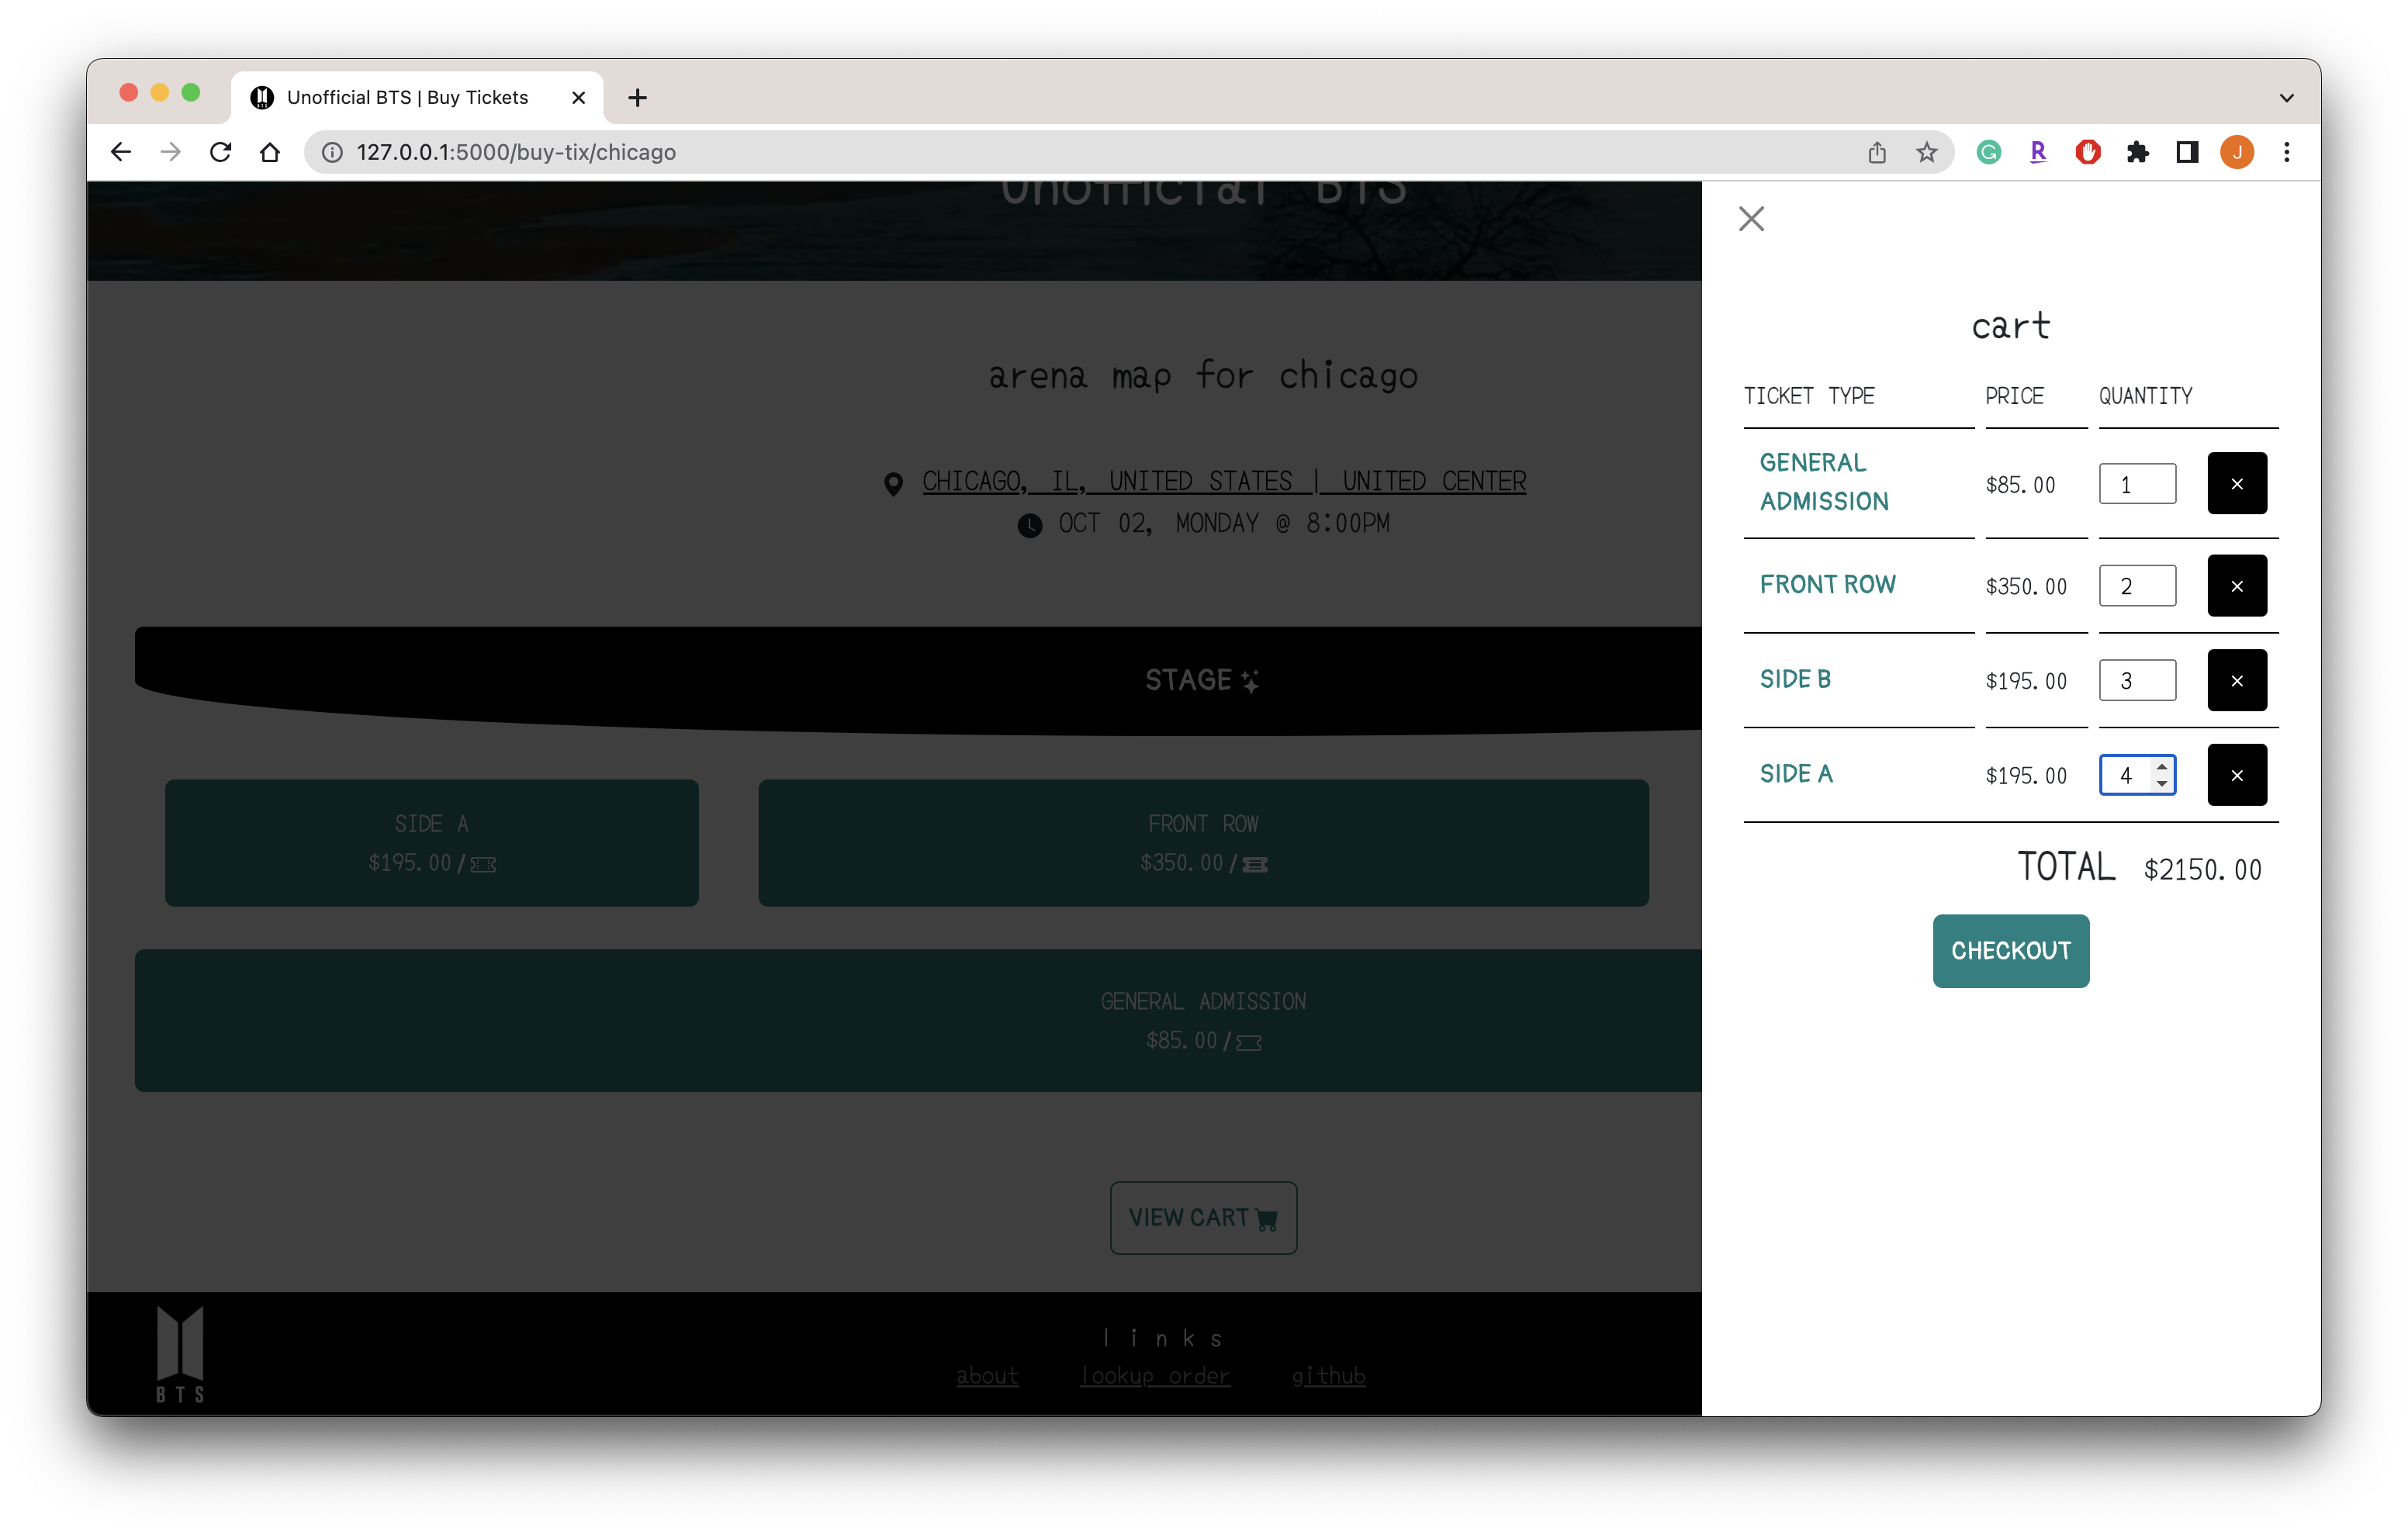 Unofficial BTS | Buy Tickets
127.0.0.1:5000/buy-tix/chicago
R
J
Unofficial BTS
arena map for chicago
CHICAGO, IL, UNITED STATES | UNITED CENTER
OCT 02, MONDAY @ 8:00PM
STAGE
SIDE A
$195.00/
FRONT ROW
$350.00/
GENERAL ADMISSION
$85.00/
VIEW CART
BTS
links
about lookup order github
cart
TICKET TYPE PRICE QUANTITY
GENERAL
ADMISSION $85.00 1 ×
FRONT ROW $350.00 2 ×
SIDE B $195.00 3 ×
SIDE A $195.00 4 ×
TOTAL $2150.00
CHECKOUT